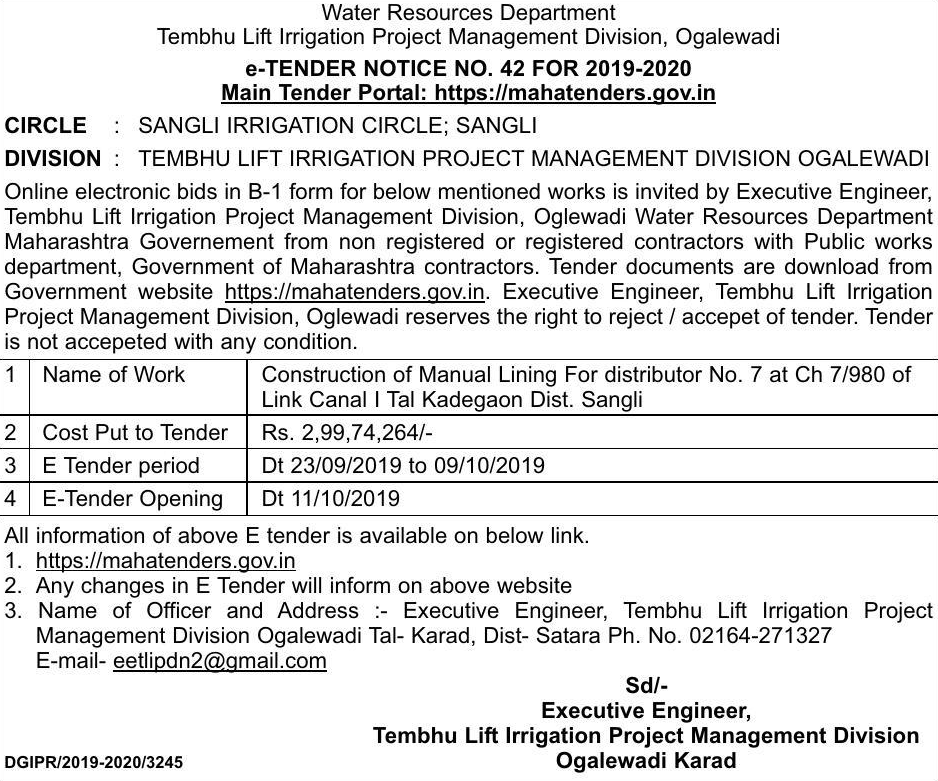 Water Resources Department
Tembhu Lift Irrigation Project Management Division, Ogalewadi
e-TENDER NOTICE NO. 42 FOR 2019-2020
Main Tender Portal: https://mahatenders.gov.in
CIRCLE : SANGLI IRRIGATION CIRCLE; SANGLI
DIVISION : TEMBHU LIFT IRRIGATION PROJECT MANAGEMENT DIVISION OGALEWADI
Online electronic bids in B-1 form for below mentioned works is invited by Executive Engineer,
Tembhu Lift Irrigation Project Management Division, Oglewadi Water Resources Department
Maharashtra Governement from non registered or registered contractors with Public works
department, Government of Maharashtra contractors. Tender documents are download from
Government website https://mahatenders.gov.in. Executive Engineer, Tembhu Lift Irrigation
Project Management Division, Oglewadi reserves the right to reject / accepet of tender. Tender
is not accepeted with any condition.
1 Name of Work Construction of Manual Lining For distributor No. 7 at Ch 7/980 of
Link Canal I Tal Kadegaon Dist. Sangli
2 Cost Put to Tender Rs. 2,99,74,264/-
3 E Tender period Dt 23/09/2019 to 09/10/2019
4 E-Tender Opening Dt 11/10/2019
All information of above E tender is available on below link.
1. https://mahatenders.gov.in
2. Any changes in E Tender will inform on above website
3. Name of Officer and Address :- Executive Engineer, Tembhu Lift Irrigation Project
Management Division Ogalewadi Tal- Karad, Dist- Satara Ph. No. 02164-271327
E-mail- eetlipdn2@gmail.com
Sd/-
Executive Engineer,
Tembhu Lift Irrigation Project Management Division
DGIPR/2019-2020/3245 Ogalewadi Karad